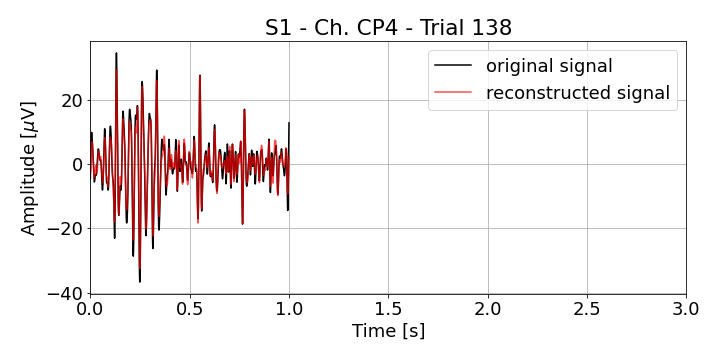 S1 - Ch. CP4 - Trial 138
original signal
reconstructed signal
Amplitude [μV]
20
0
−20
−40
0.0 0.5 1.0 1.5 2.0 2.5 3.0
Time [s]